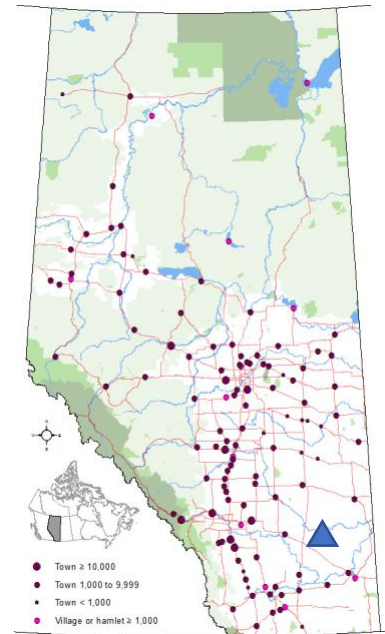 Town ≥ 10,000
Town 1,000 to 9,999
Town < 1,000
Village or hamlet ≥ 1,000